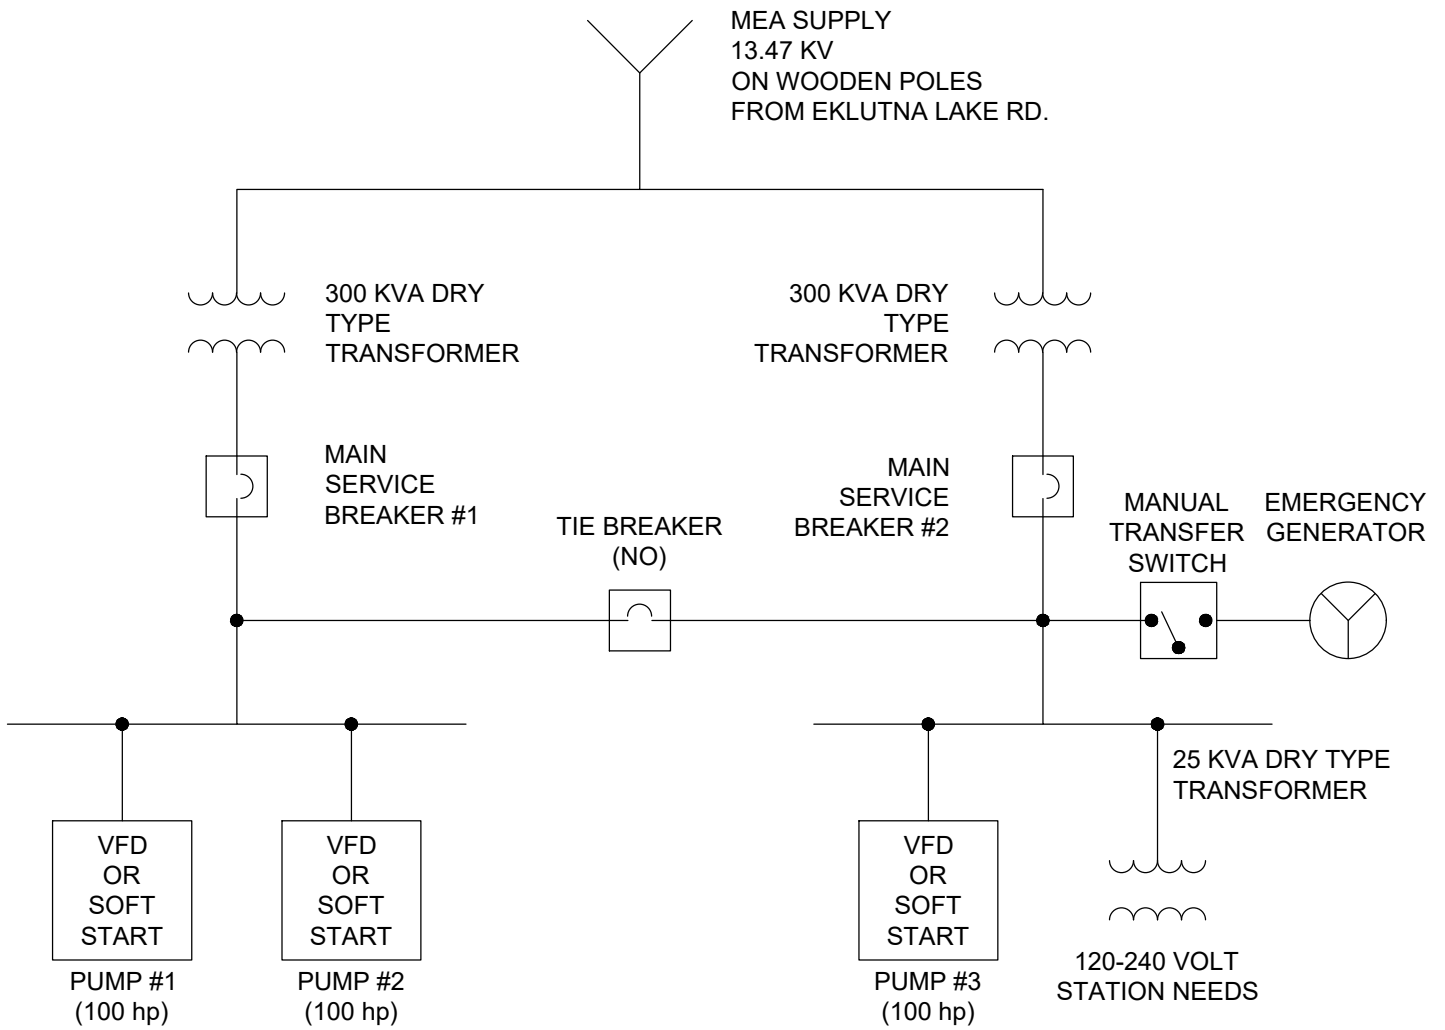 MEA SUPPLY
13.47 KV
ON WOODEN POLES
FROM EKLUTNA LAKE RD.
300 KVA DRY
TYPE
TRANSFORMER
300 KVA DRY
TYPE
TRANSFORMER
MAIN
SERVICE
BREAKER #1
TIE BREAKER
(NO)
MAIN
SERVICE
BREAKER #2
MANUAL
TRANSFER
SWITCH
EMERGENCY
GENERATOR
VFD
OR
SOFT
START
PUMP #1
(100 hp)
VFD
OR
SOFT
START
PUMP #2
(100 hp)
VFD
OR
SOFT
START
PUMP #3
(100 hp)
25 KVA DRY TYPE
TRANSFORMER
120-240 VOLT
STATION NEEDS